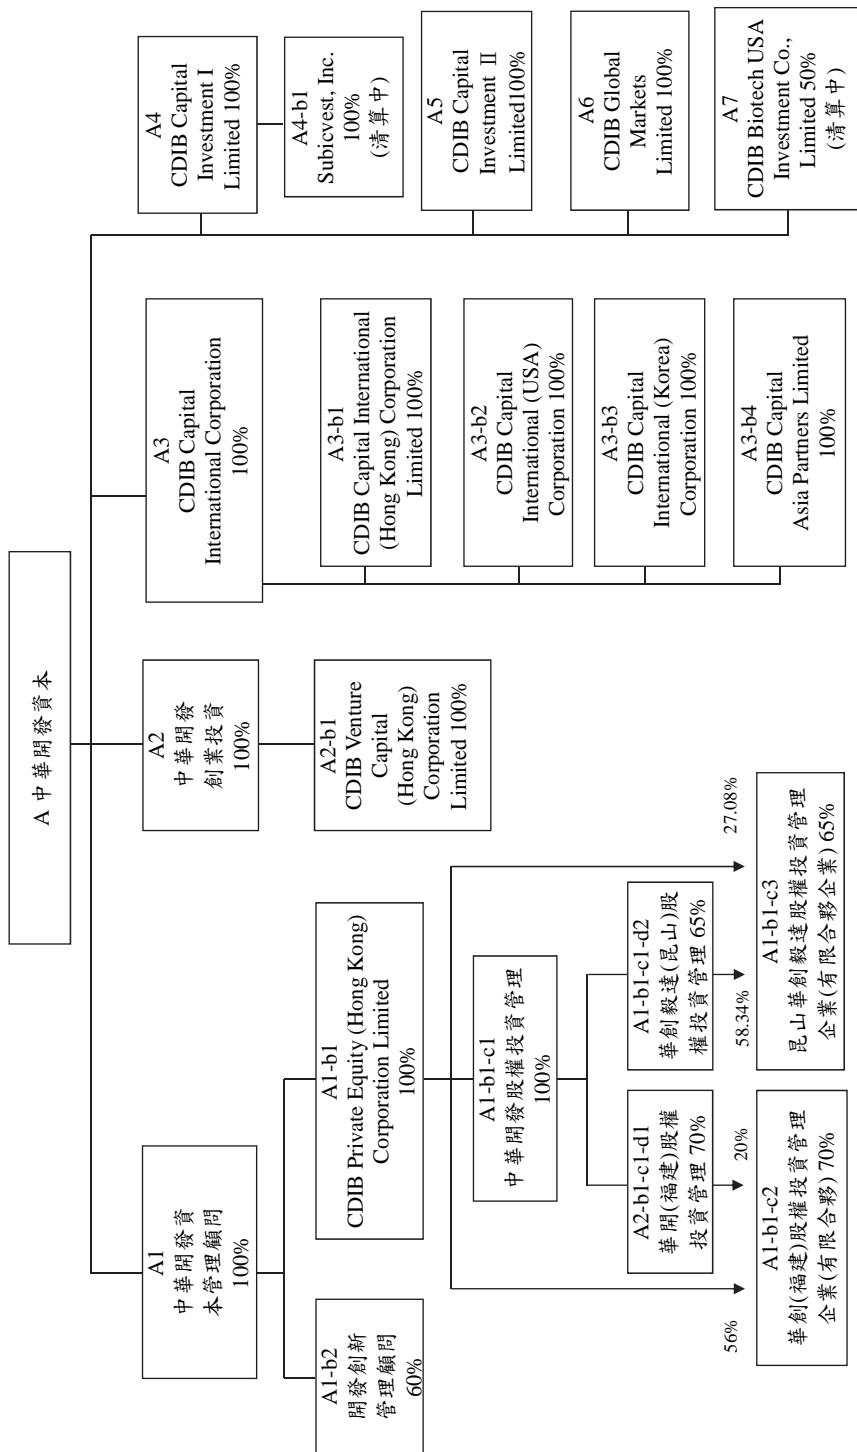 A 中華開發資本
A1
中華開發資
本管理顧問
100%
A1-b2
開發創新
管理顧問
60%
A1-b1
CDIB Private Equity (Hong Kong)
Corporation Limited
100%
A1-b1-c1
中華開發股權投資管理
100%
A2-b1-c1-d1
華開(福建)股權
投資管理 70%
A1-b1-c1-d2
華創毅達(昆山)股
權投資管理 65%
56%
20%
58.34%
27.08%
A1-b1-c2
華創(福建)股權投資管理
企業(有限合夥) 70%
A1-b1-c3
昆山華創毅達股權投資管理
企業(有限合夥企業) 65%
A2
中華開發
創業投資
100%
A2-b1
CDIB Venture
Capital
(Hong Kong)
Corporation
Limited 100%
A3
CDIB Capital
International Corporation
100%
A3-b1
CDIB Capital International
(Hong Kong) Corporation
Limited 100%
A3-b2
CDIB Capital
International (USA)
Corporation 100%
A3-b3
CDIB Capital
International (Korea)
Corporation 100%
A3-b4
CDIB Capital
Asia Partners Limited
100%
A4
CDIB Capital
Investment I
Limited 100%
A4-b1
Subicvest, Inc.
100%
(清算中)
A5
CDIB Capital
Investment Ⅱ
Limited100%
A6
CDIB Global
Markets
Limited 100%
A7
CDIB Biotech USA
Investment Co.,
Limited 50%
(清算中)